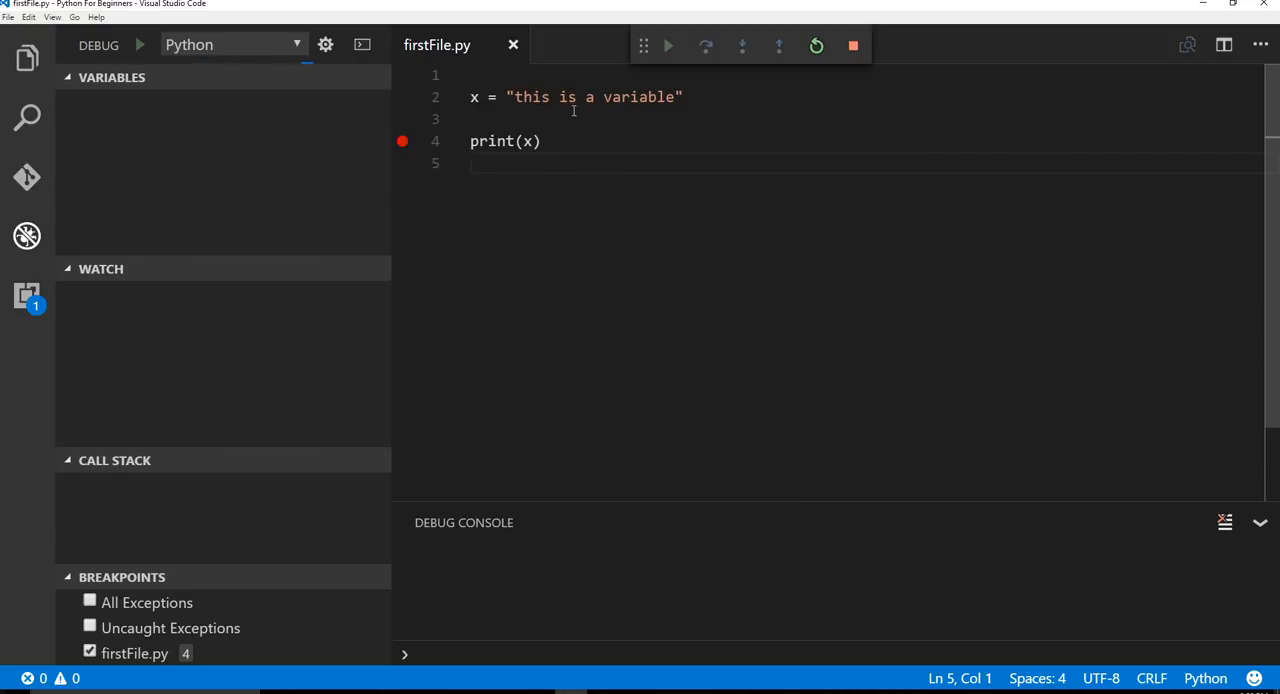 firstFile.py - Python For Beginners - Visual Studio Code
File Edit View Go Help
DEBUG Python
firstFile.py
VARIABLES
1
2 x = "this is a variable"
3
4 print(x)
5
WATCH
CALL STACK
DEBUG CONSOLE
BREAKPOINTS
All Exceptions
Uncaught Exceptions
firstFile.py 4
1
0 0 Ln 5, Col 1 Spaces: 4 UTF-8 CRLF Python